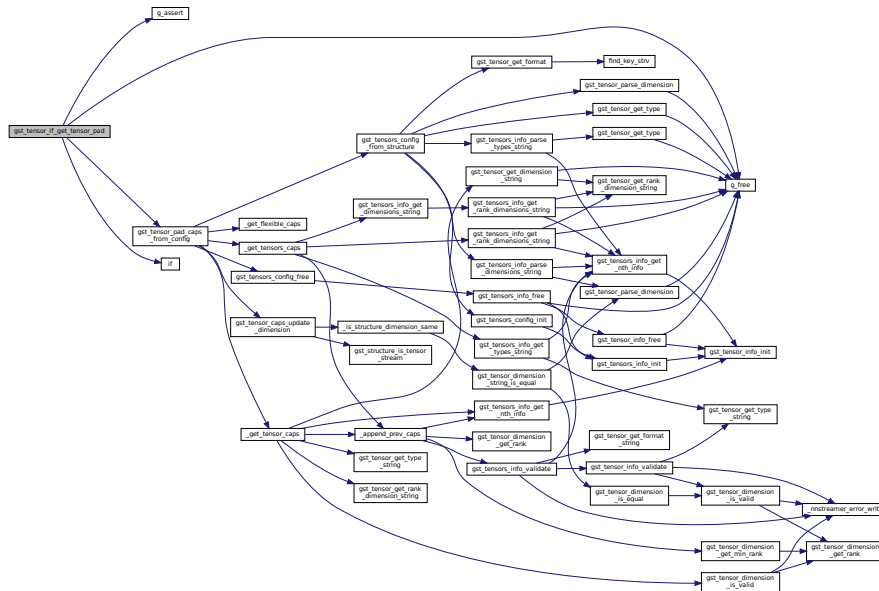 g_assert
gst_tensor_get_format
find_key_strv
gst_tensor_parse_dimension
gst_tensor_get_type
gst_tensor_if_get_tensor_pad
gst_tensors_config
_from_structure
gst_tensors_info_parse
_types_string
gst_tensor_get_type
gst_tensor_get_dimension
_string
gst_tensor_get_rank
_dimension_string
g_free
gst_tensors_info_get
_dimensions_string
gst_tensors_info_get
_rank_dimensions_string
_get_flexible_caps
gst_tensor_pad_caps
_from_config
gst_tensors_info_get
_rank_dimensions_string
_get_tensors_caps
if
gst_tensors_info_parse
_dimensions_string
gst_tensors_info_get
_nth_info
gst_tensors_config_free
gst_tensor_parse_dimension
gst_tensors_info_free
gst_tensor_caps_update
_dimension
_is_structure_dimension_same
gst_tensors_config_init
gst_tensor_info_free
gst_structure_is_tensor
_stream
gst_tensors_info_get
_types_string
gst_tensors_info_init
gst_tensor_info_init
gst_tensor_dimension
_string_is_equal
gst_tensors_info_get
_nth_info
gst_tensor_get_type
_string
_get_tensor_caps
_append_prev_caps
gst_tensor_dimension
_get_rank
gst_tensor_get_format
_string
gst_tensor_get_type
_string
gst_tensors_info_validate
gst_tensor_info_validate
gst_tensor_get_rank
_dimension_string
gst_tensor_dimension
_is_equal
gst_tensor_dimension
_is_valid
_nnstreamer_error_writ
gst_tensor_dimension
_get_min_rank
gst_tensor_dimension
_get_rank
gst_tensor_dimension
_is_valid